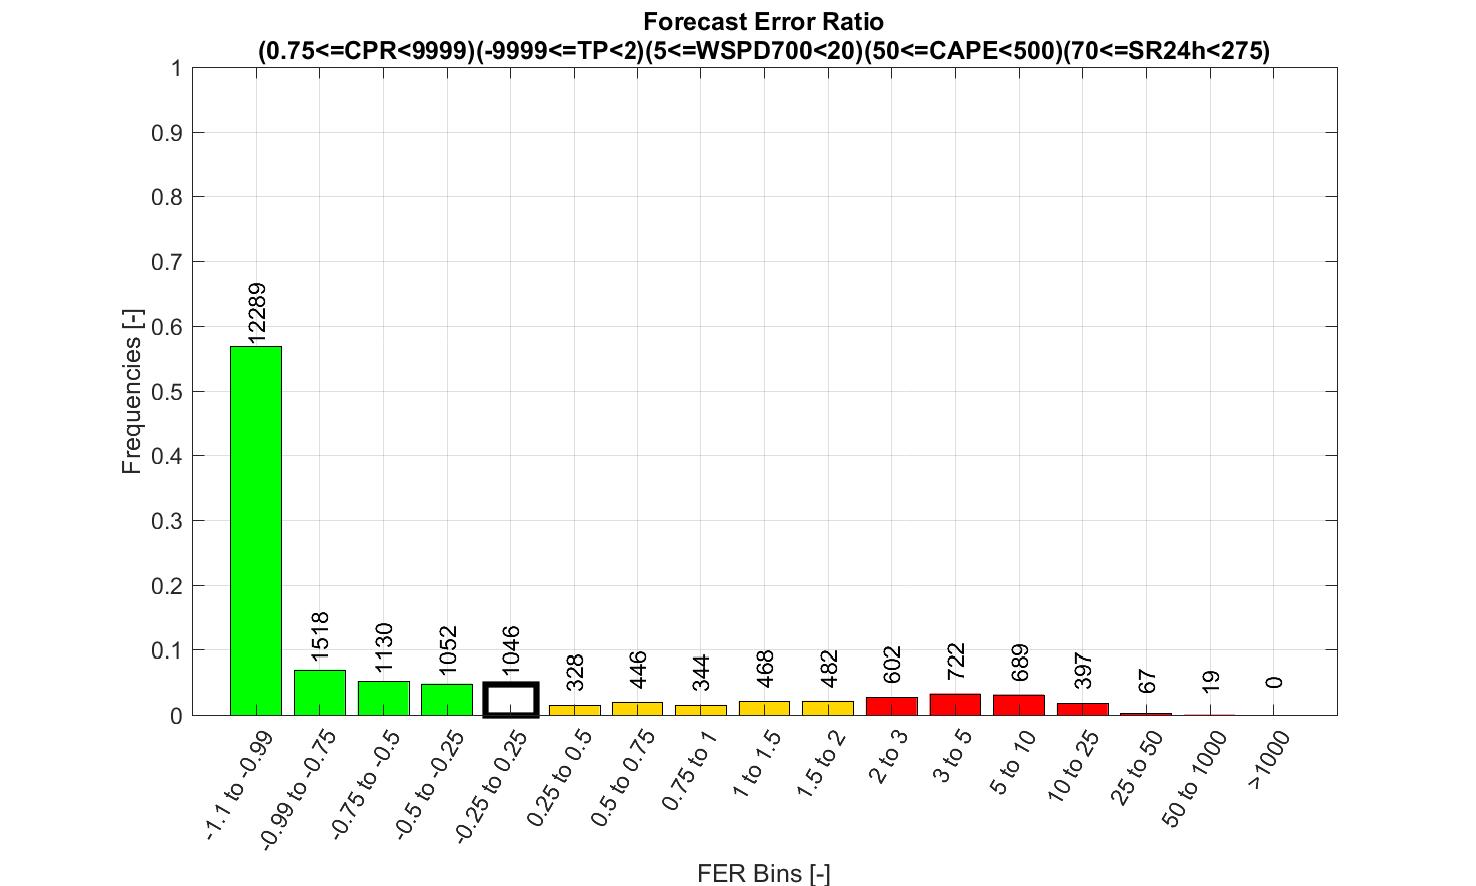 Forecast Error Ratio
(0.75<=CPR<9999)(-9999<=TP<2)(5<=WSPD700<20)(50<=CAPE<500)(70<=SR24h<275)
1
0.9
0.8
0.7
0.6
0.5
0.4
0.3
0.2
0.1
0
Frequencies [-]
12289
1518
1130
1052
1046
328
446
344
468
482
602
722
689
397
67
19
0
-1.1 to -0.99
-0.99 to -0.75
-0.75 to -0.5
-0.5 to -0.25
-0.25 to 0.25
0.25 to 0.5
0.5 to 0.75
0.75 to 1
1 to 1.5
1.5 to 2
2 to 3
3 to 5
5 to 10
10 to 25
25 to 50
50 to 1000
>1000
FER Bins [-]